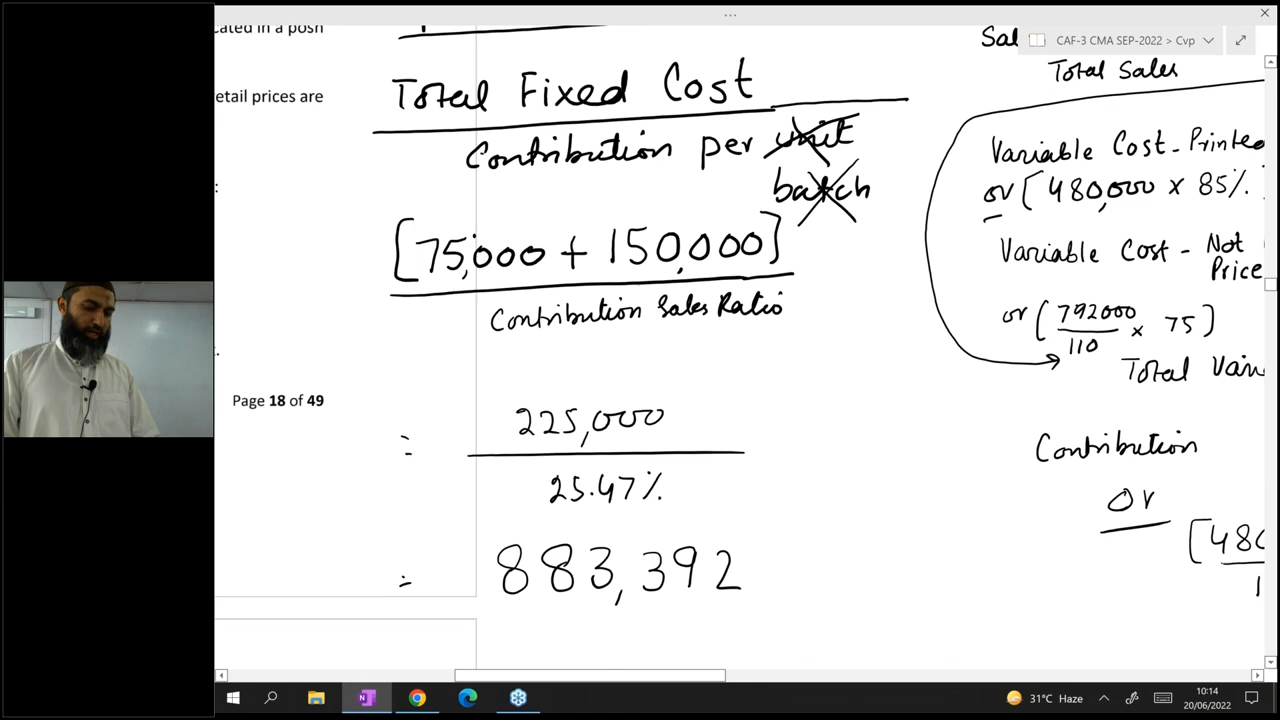 cated in a posh
etail prices are
:
Page 18 of 49
Total Fixed Cost
Contribution per unit
batch
[75,000 + 150,000]
Contribution Sales Ratio
= 225,000
25.47%
= 883,392
Sal
CAF-3 CMA SEP-2022 > Cvp
Total Sales
Variable Cost - Printed
or [480,000 x 85%.
Variable Cost - Not
Price
or [792000
110
x 75]
Total Vari
Contribution
Or
[480
1
31°C Haze
10:14
20/06/2022